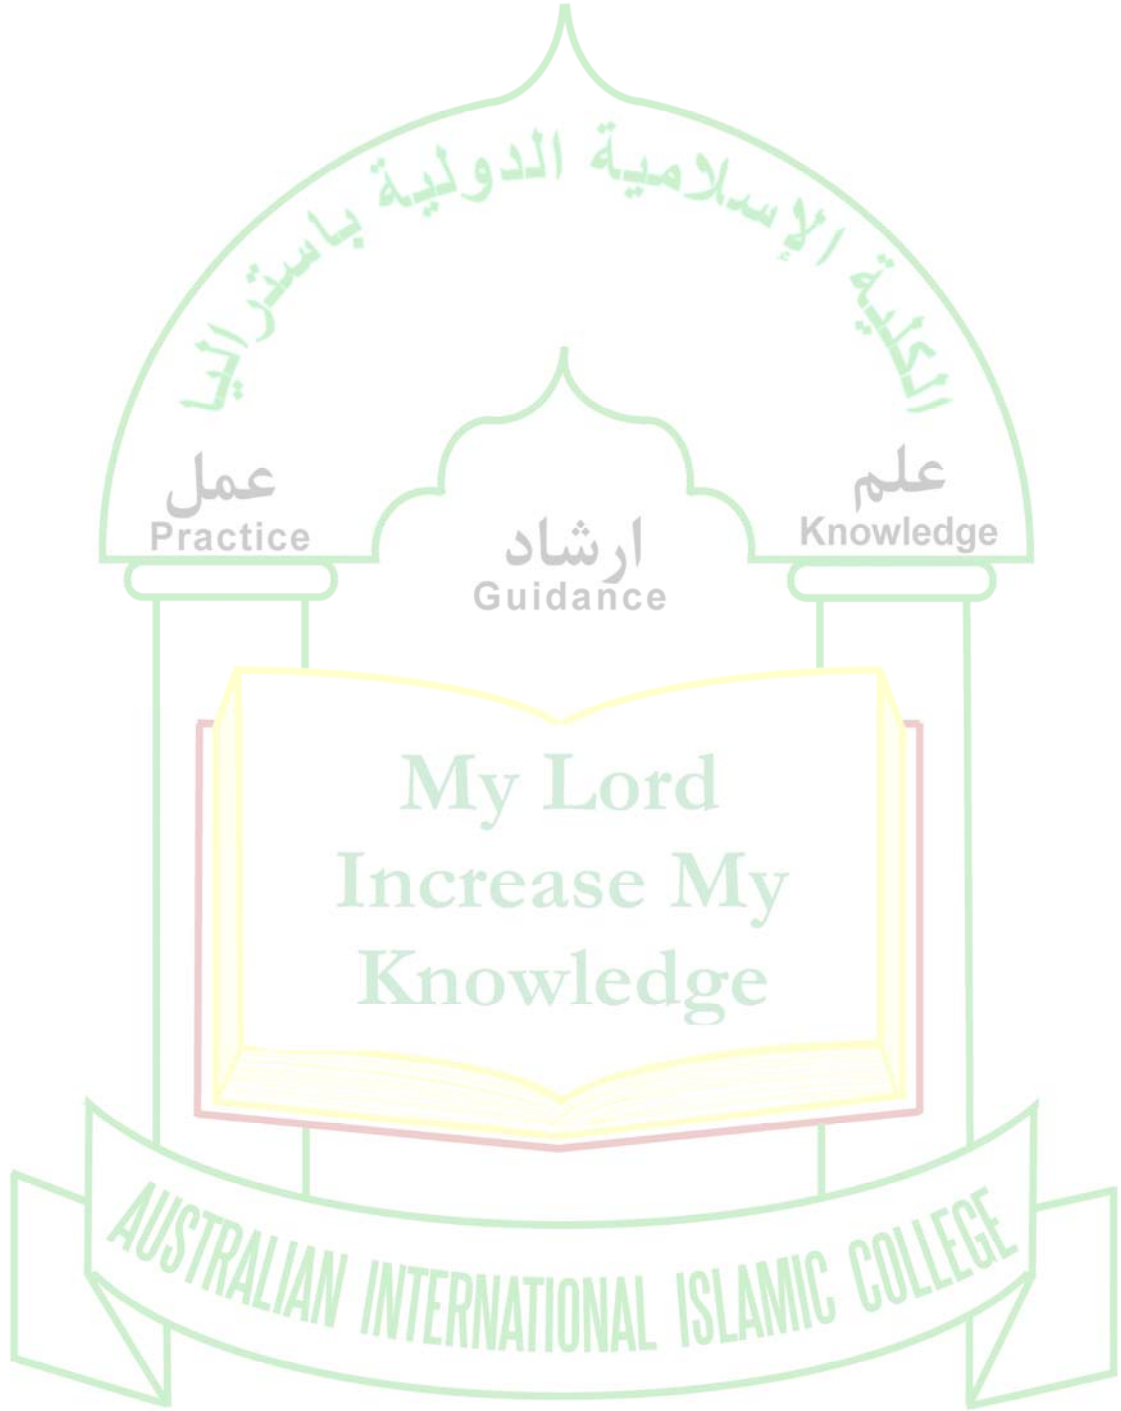 الكلية الإسلامية الدولية باستراليا
علم
Knowledge
عمل
Practice
ارشاد
Guidance
My Lord
Increase My
Knowledge
AUSTRALIAN INTERNATIONAL ISLAMIC COLLEGE